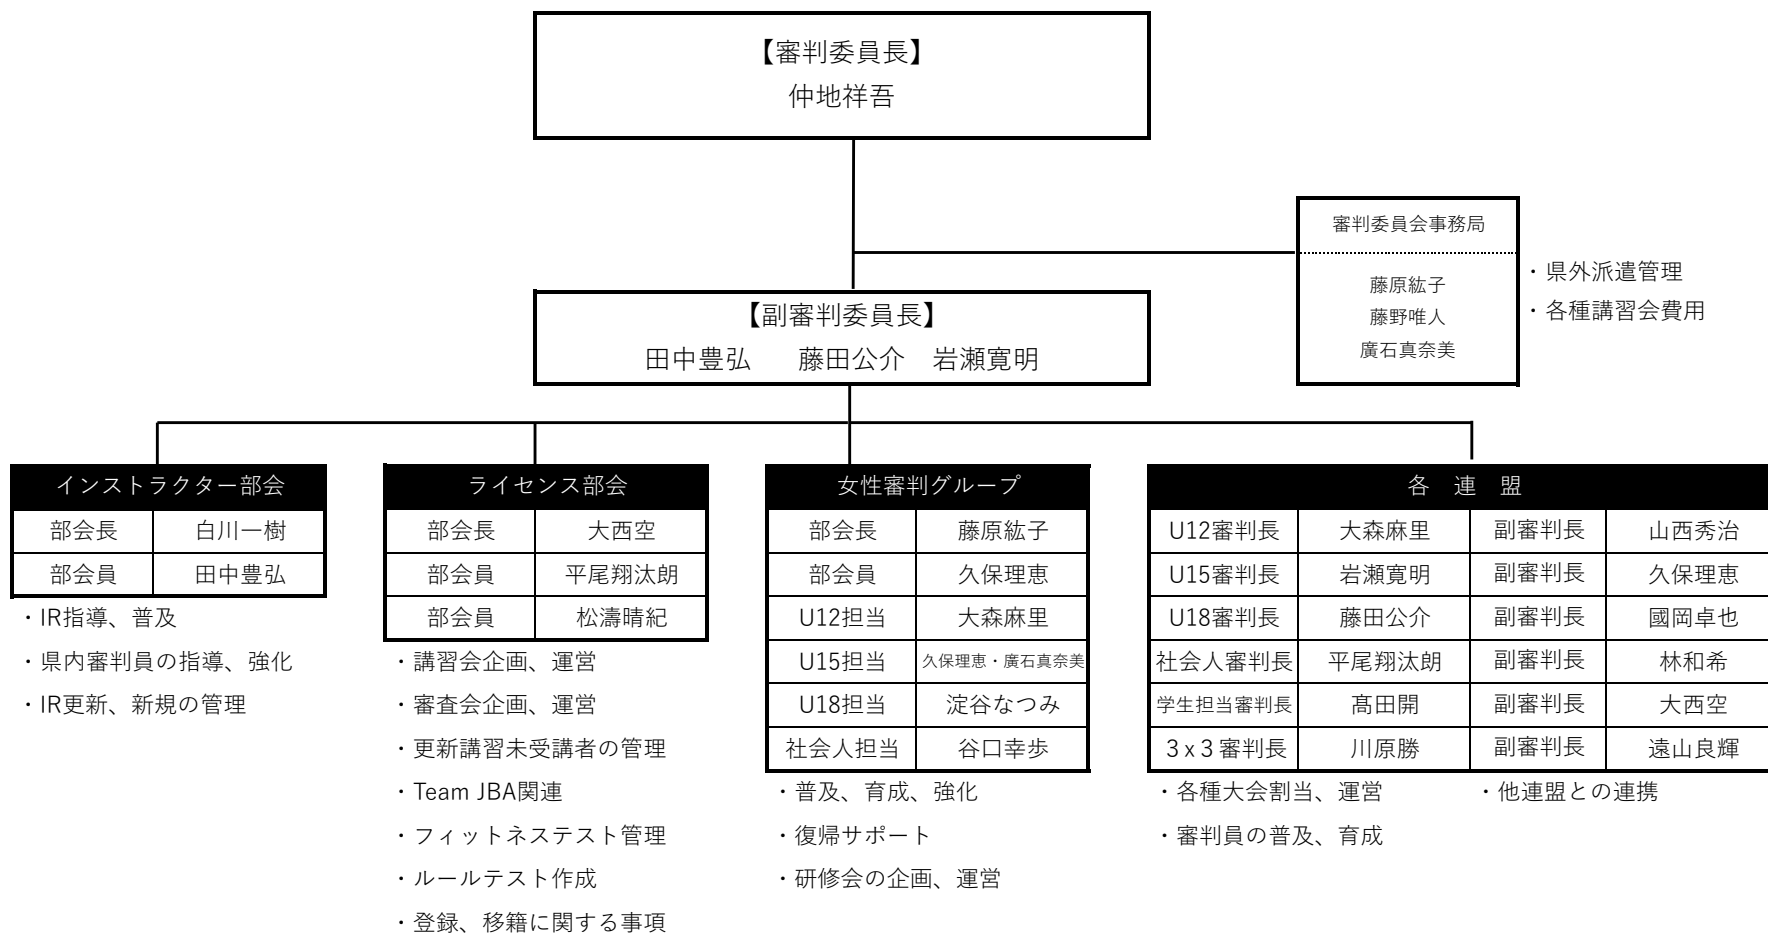 【審判委員長】
仲地祥吾
審判委員会事務局
藤原紘子
藤野唯人
廣石真奈美
・県外派遣管理
・各種講習会費用
【副審判委員長】
田中豊弘 藤田公介 岩瀬寛明
インストラクター部会
部会長 白川一樹
部会員 田中豊弘
・IR指導、普及
・県内審判員の指導、強化
・IR更新、新規の管理
ライセンス部会
部会長 大西空
部会員 平尾翔汰朗
部会員 松濤晴紀
・講習会企画、運営
・審査会企画、運営
・更新講習未受講者の管理
・Team JBA関連
・フィットネステスト管理
・ルールテスト作成
・登録、移籍に関する事項
女性審判グループ
部会長 藤原紘子
部会員 久保理恵
U12担当 大森麻里
U15担当 久保理恵・廣石真奈美
U18担当 淀谷なつみ
社会人担当 谷口幸歩
・普及、育成、強化
・復帰サポート
・研修会の企画、運営
各 連 盟
U12審判長 大森麻里 副審判長 山西秀治
U15審判長 岩瀬寛明 副審判長 久保理恵
U18審判長 藤田公介 副審判長 國岡卓也
社会人審判長 平尾翔汰朗 副審判長 林和希
学生担当審判長 髙田開 副審判長 大西空
3x3審判長 川原勝 副審判長 遠山良輝
・各種大会割当、運営 ・他連盟との連携
・審判員の普及、育成